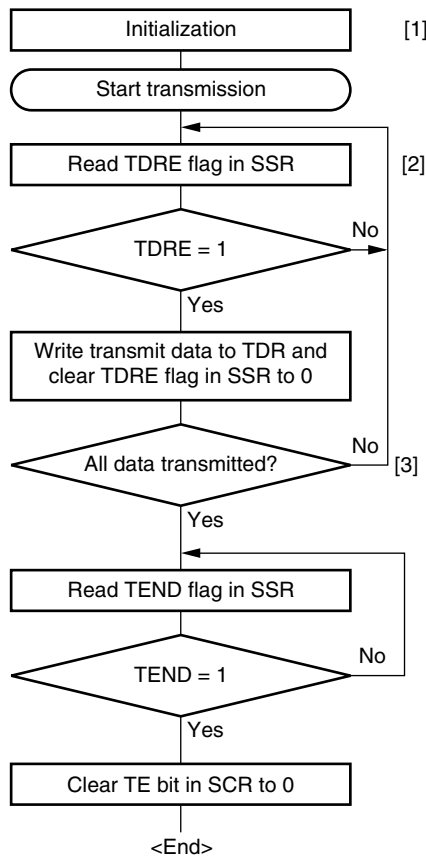 Initialization
[1]
Start transmission
Read TDRE flag in SSR
[2]
TDRE = 1
No
Yes
Write transmit data to TDR and
clear TDRE flag in SSR to 0
All data transmitted?
No
[3]
Yes
Read TEND flag in SSR
TEND = 1
No
Yes
Clear TE bit in SCR to 0
<End>